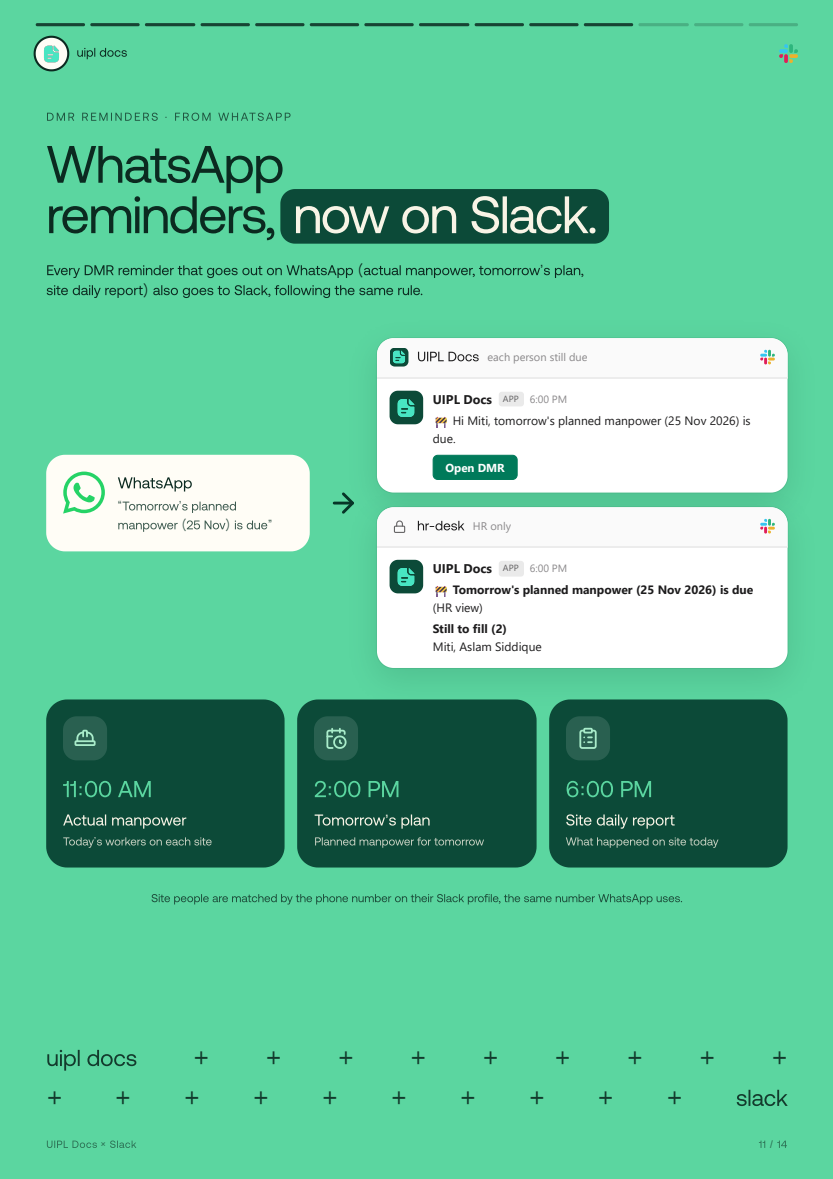 uipl docs
DMR REMINDERS · FROM WHATSAPP
WhatsApp
reminders, now on Slack.
Every DMR reminder that goes out on WhatsApp (actual manpower, tomorrow's plan,
site daily report) also goes to Slack, following the same rule.
WhatsApp
"Tomorrow's planned
manpower (25 Nov) is due"
UIPL Docs each person still due
UIPL Docs APP 6:00 PM
🚧 Hi Miti, tomorrow's planned manpower (25 Nov 2026) is
due.
Open DMR
hr-desk HR only
UIPL Docs APP 6:00 PM
🚧 Tomorrow's planned manpower (25 Nov 2026) is due
(HR view)
Still to fill (2)
Miti, Aslam Siddique
11:00 AM
Actual manpower
Today's workers on each site
2:00 PM
Tomorrow's plan
Planned manpower for tomorrow
6:00 PM
Site daily report
What happened on site today
Site people are matched by the phone number on their Slack profile, the same number WhatsApp uses.
uipl docs + + + + + + + + +
+ + + + + + + + + + slack
UIPL Docs × Slack
11 / 14